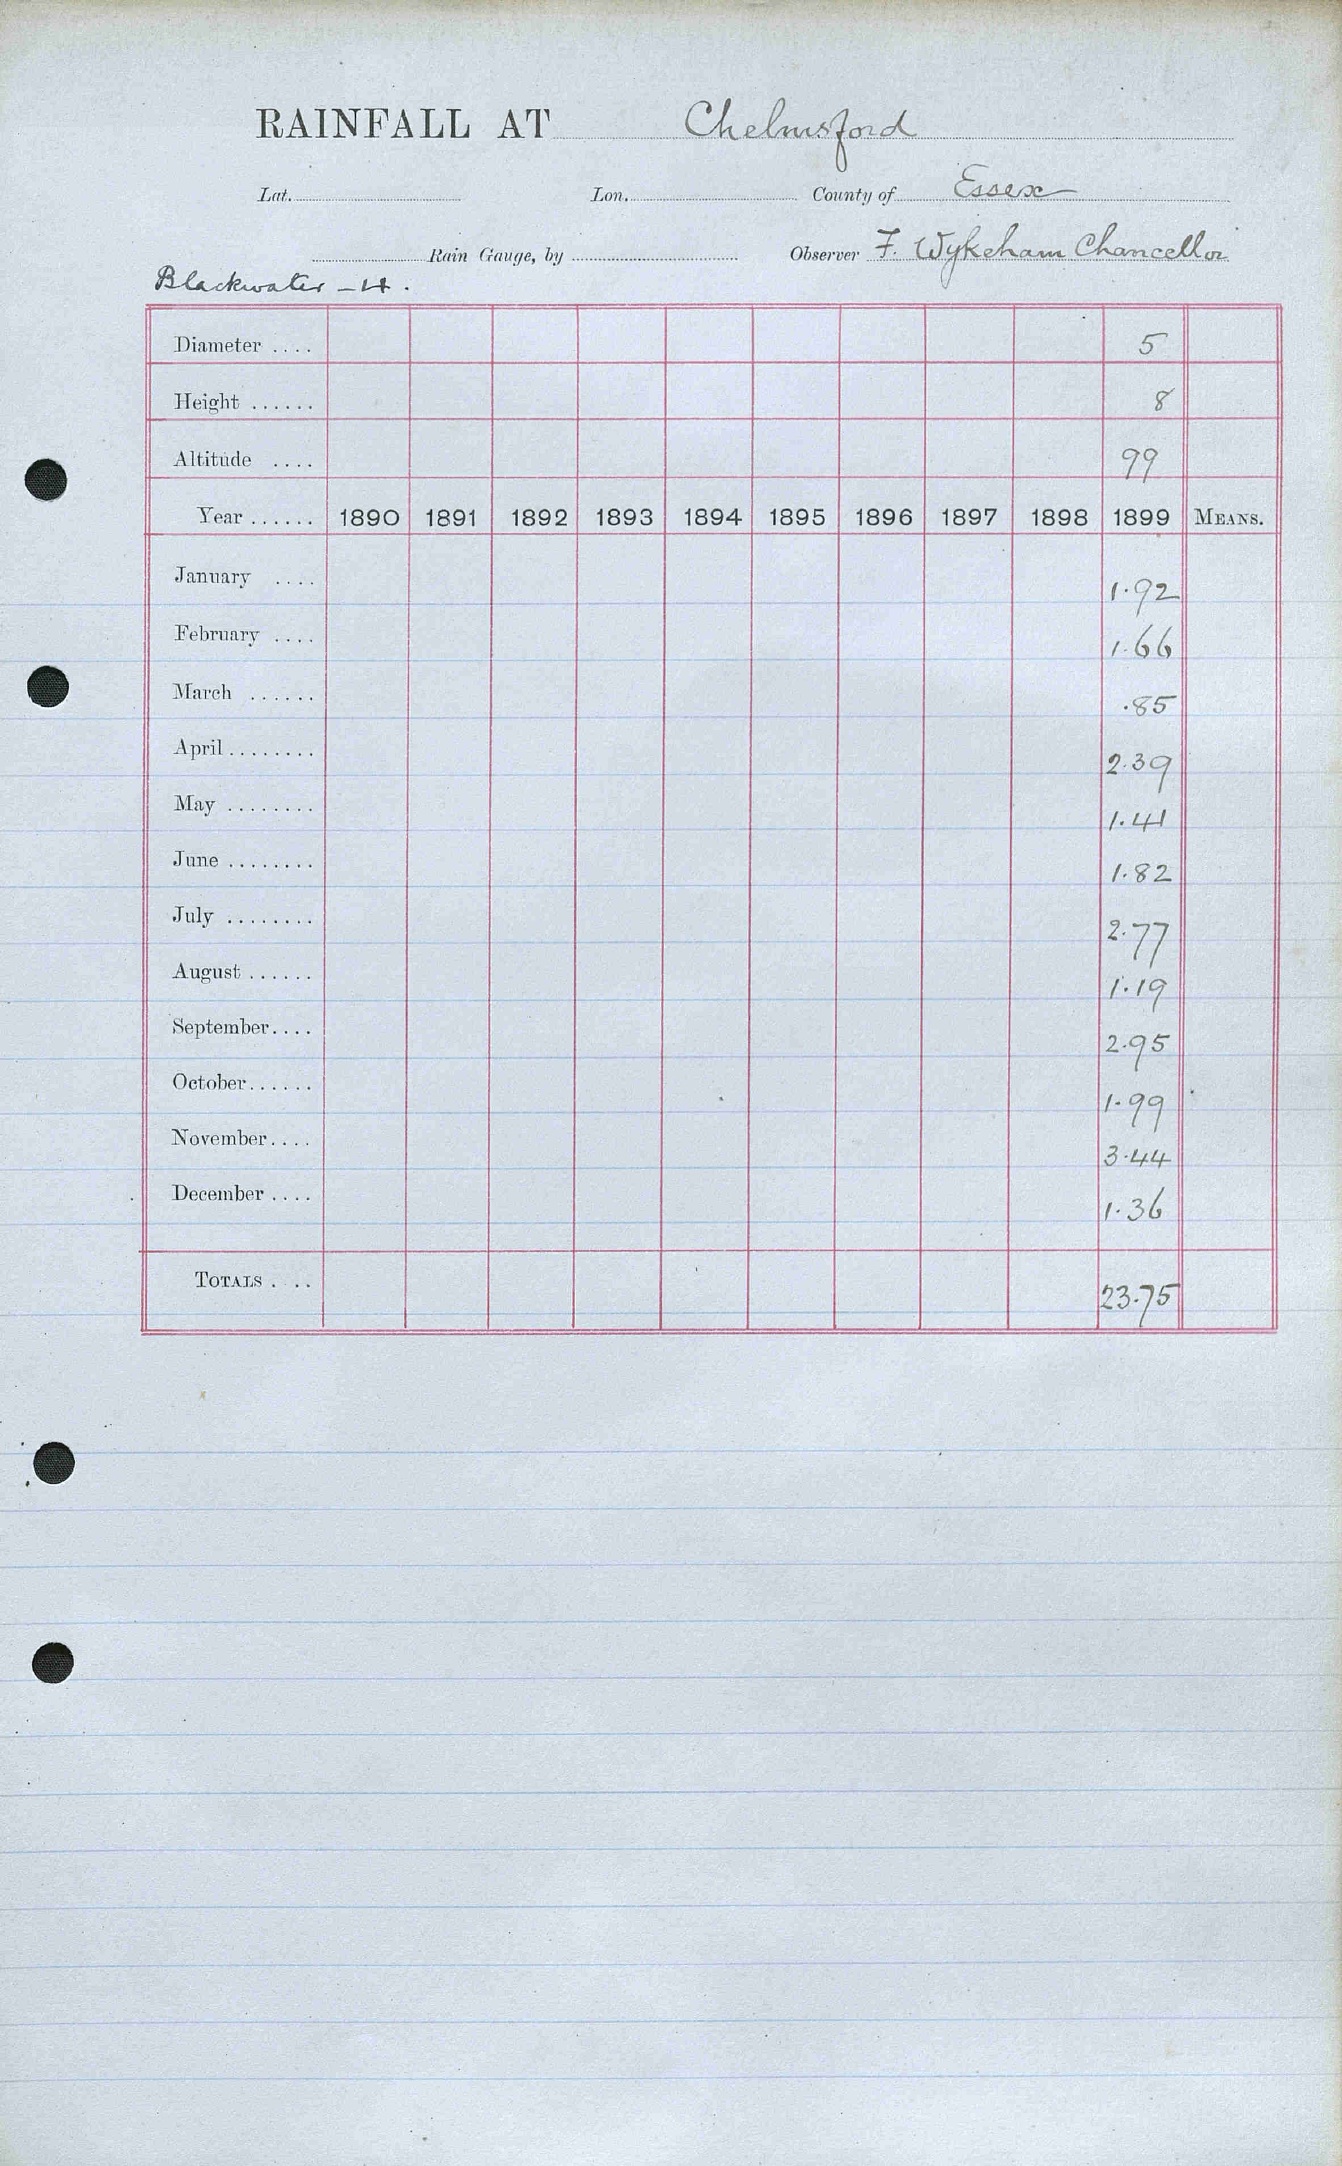 RAINFALL AT Chelmsford
Lat. Lon. County of Essex
Rain Gauge, by Observer F. Wykeham Chancellor
Blackwater - 4.
Diameter .... 5
Height ...... 8
Altitude .... 99
Year ...... 1890 1891 1892 1893 1894 1895 1896 1897 1898 1899 MEANS.
January .... 1.92
February .... 1.66
March ...... .85
April ........ 2.39
May ........ 1.41
June ........ 1.82
July ........ 2.77
August ...... 1.19
September .... 2.95
October ...... 1.99
November .... 3.44
December .... 1.36
TOTALS . .. 23.75